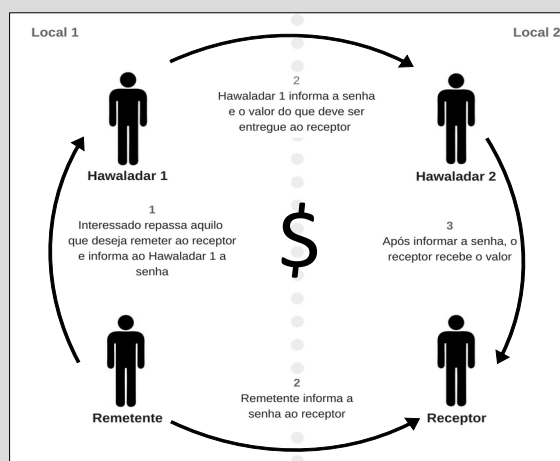 Local 1
Local 2
2
Hawaladar 1 informa a senha
e o valor do que deve ser
entregue ao receptor
Hawaladar 1
Hawaladar 2
1
Interessado repassa aquilo
que deseja remeter ao receptor
e informa ao Hawaladar 1 a
senha
$
3
Após informar a senha, o
receptor recebe o valor
2
Remetente informa a
senha ao receptor
Remetente
Receptor